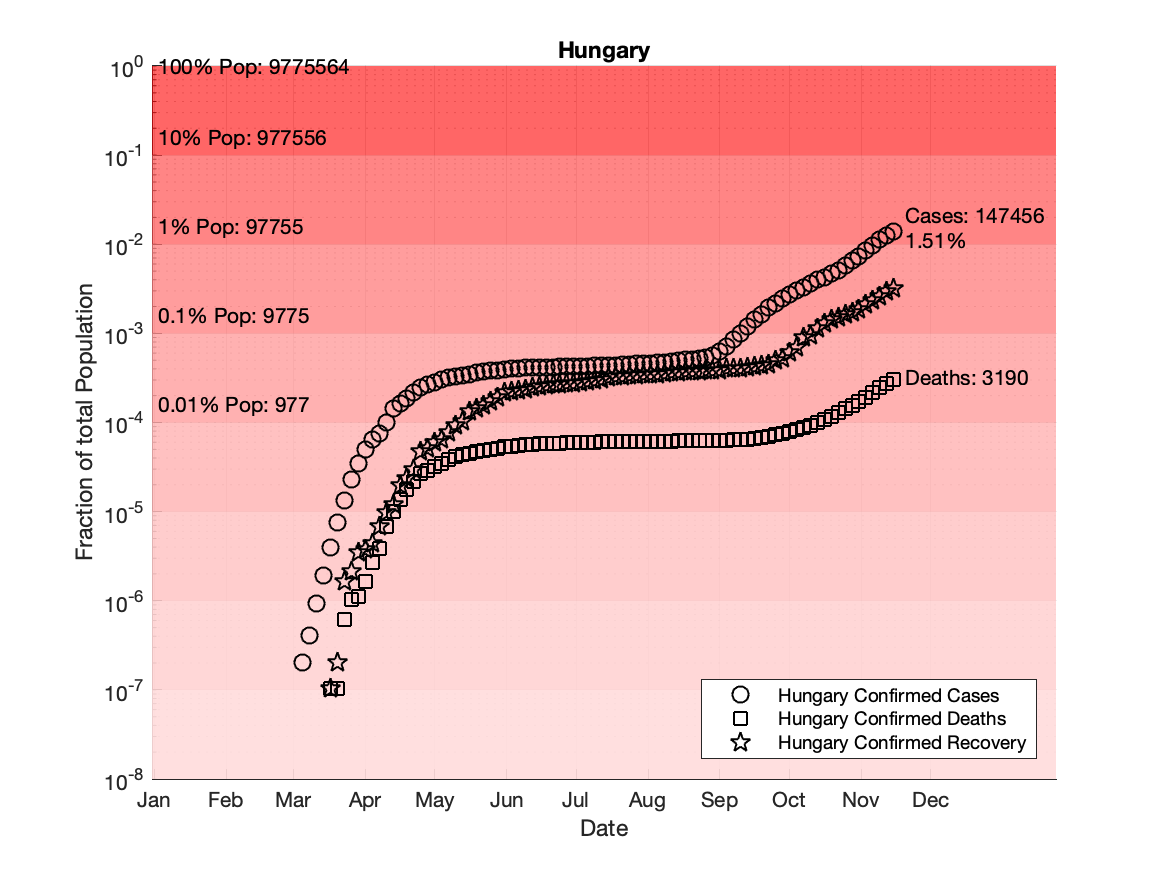 Hungary
10^0
100% Pop: 9775564
10% Pop: 977556
10^-1
1% Pop: 97755
Cases: 147456
10^-2
1.51%
0.1% Pop: 9775
10^-3
Deaths: 3190
0.01% Pop: 977
10^-4
10^-5
10^-6
10^-7
10^-8
Fraction of total Population
Hungary Confirmed Cases
Hungary Confirmed Deaths
Hungary Confirmed Recovery
Jan Feb Mar Apr May Jun Jul Aug Sep Oct Nov Dec
Date